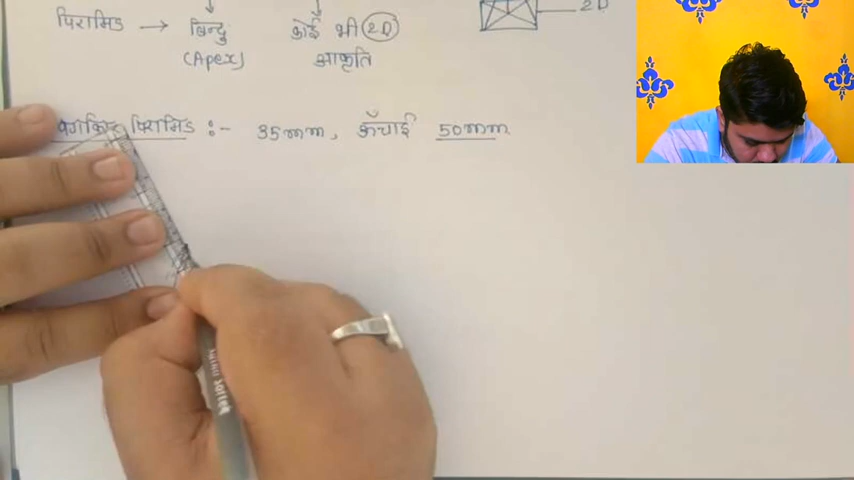 पिरामिड → बिन्दु कोई भी 2D
(Apex) आकृति
2D
पिरामिड :- 35mm, ऊँचाई 50mm